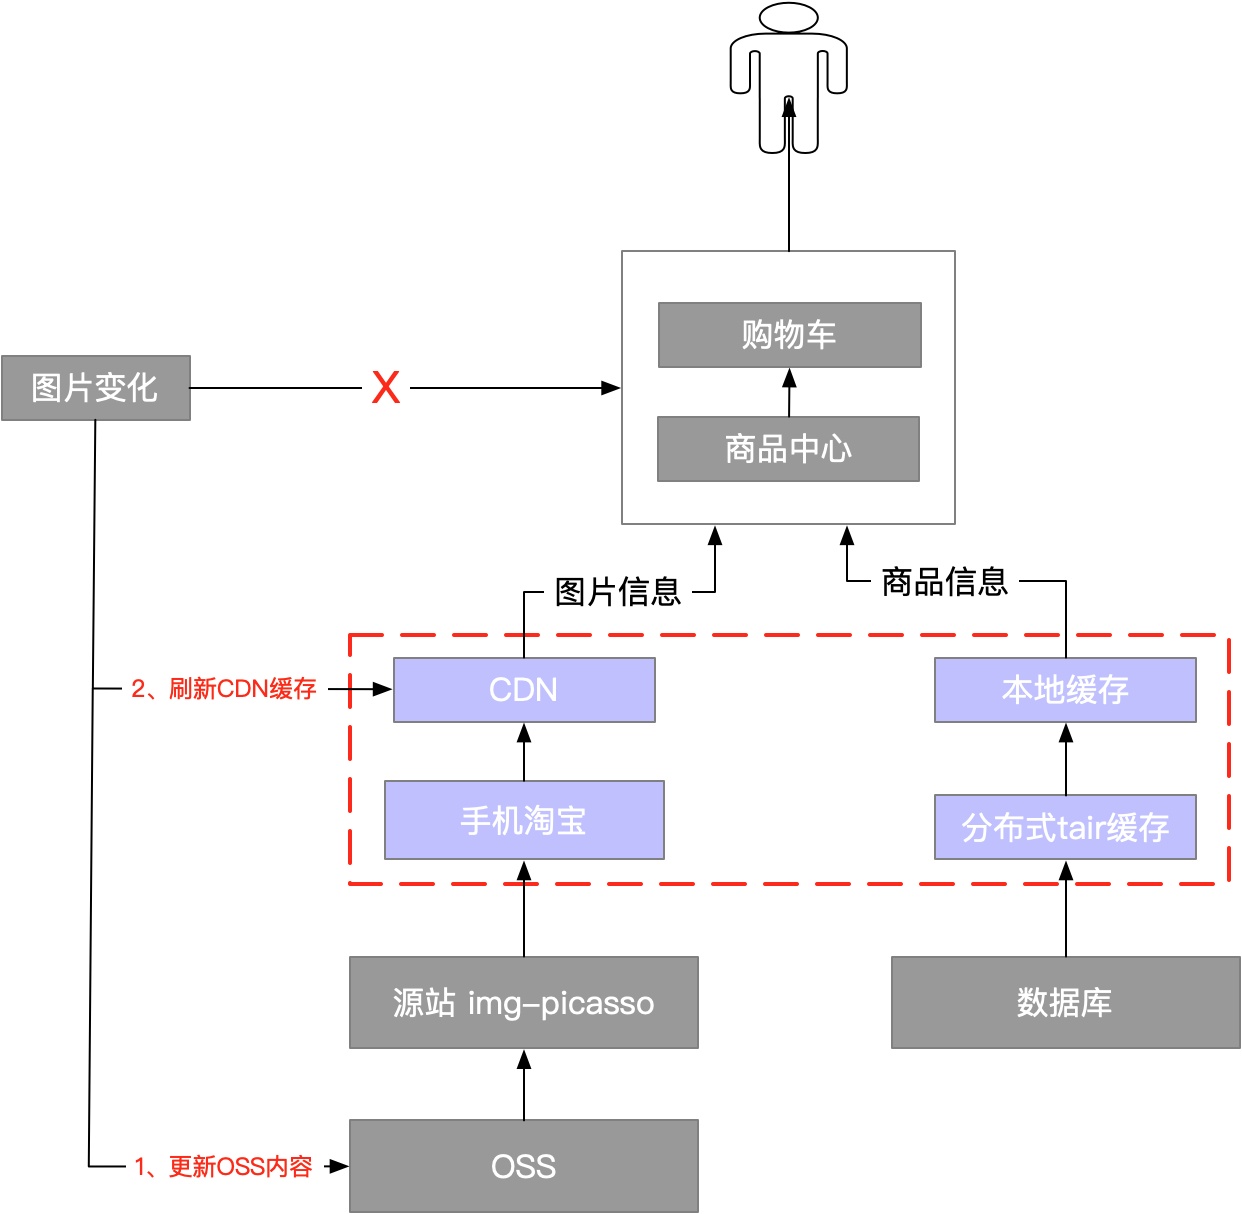 购物车
图片变化
X
商品中心
图片信息
商品信息
2、刷新CDN缓存
CDN
本地缓存
手机淘宝
分布式tair缓存
源站 img-picasso
数据库
1、更新OSS内容
OSS